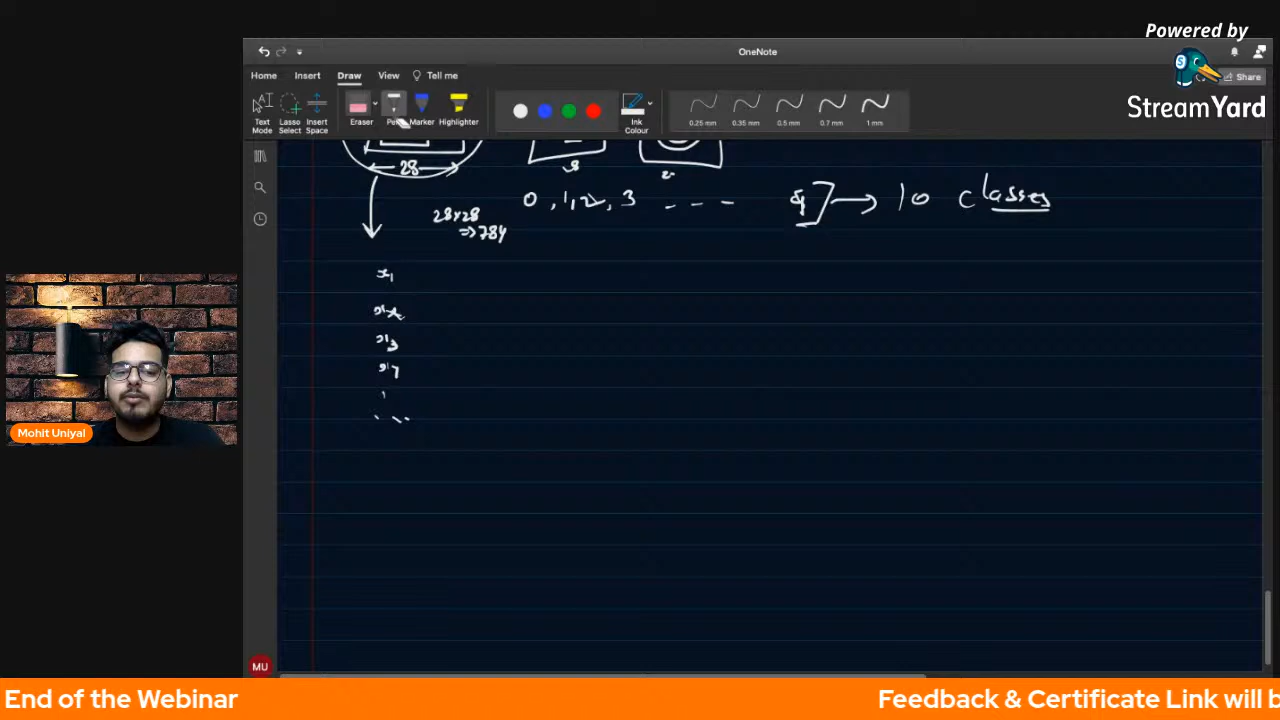 Powered by
StreamYard
OneNote
Home Insert Draw View Tell me
Share
Text Mode
Lasso Select
Insert Space
Eraser
Pen
Marker
Highlighter
Ink Colour
0.25 mm 0.35 mm 0.5 mm 0.7 mm 1 mm
28
0, 1, 2, 3 - - - 9] → 10 classes
28x28
⇒ 784
x1
x2
x3
Mohit Uniyal
MU
End of the Webinar
Feedback & Certificate Link will b